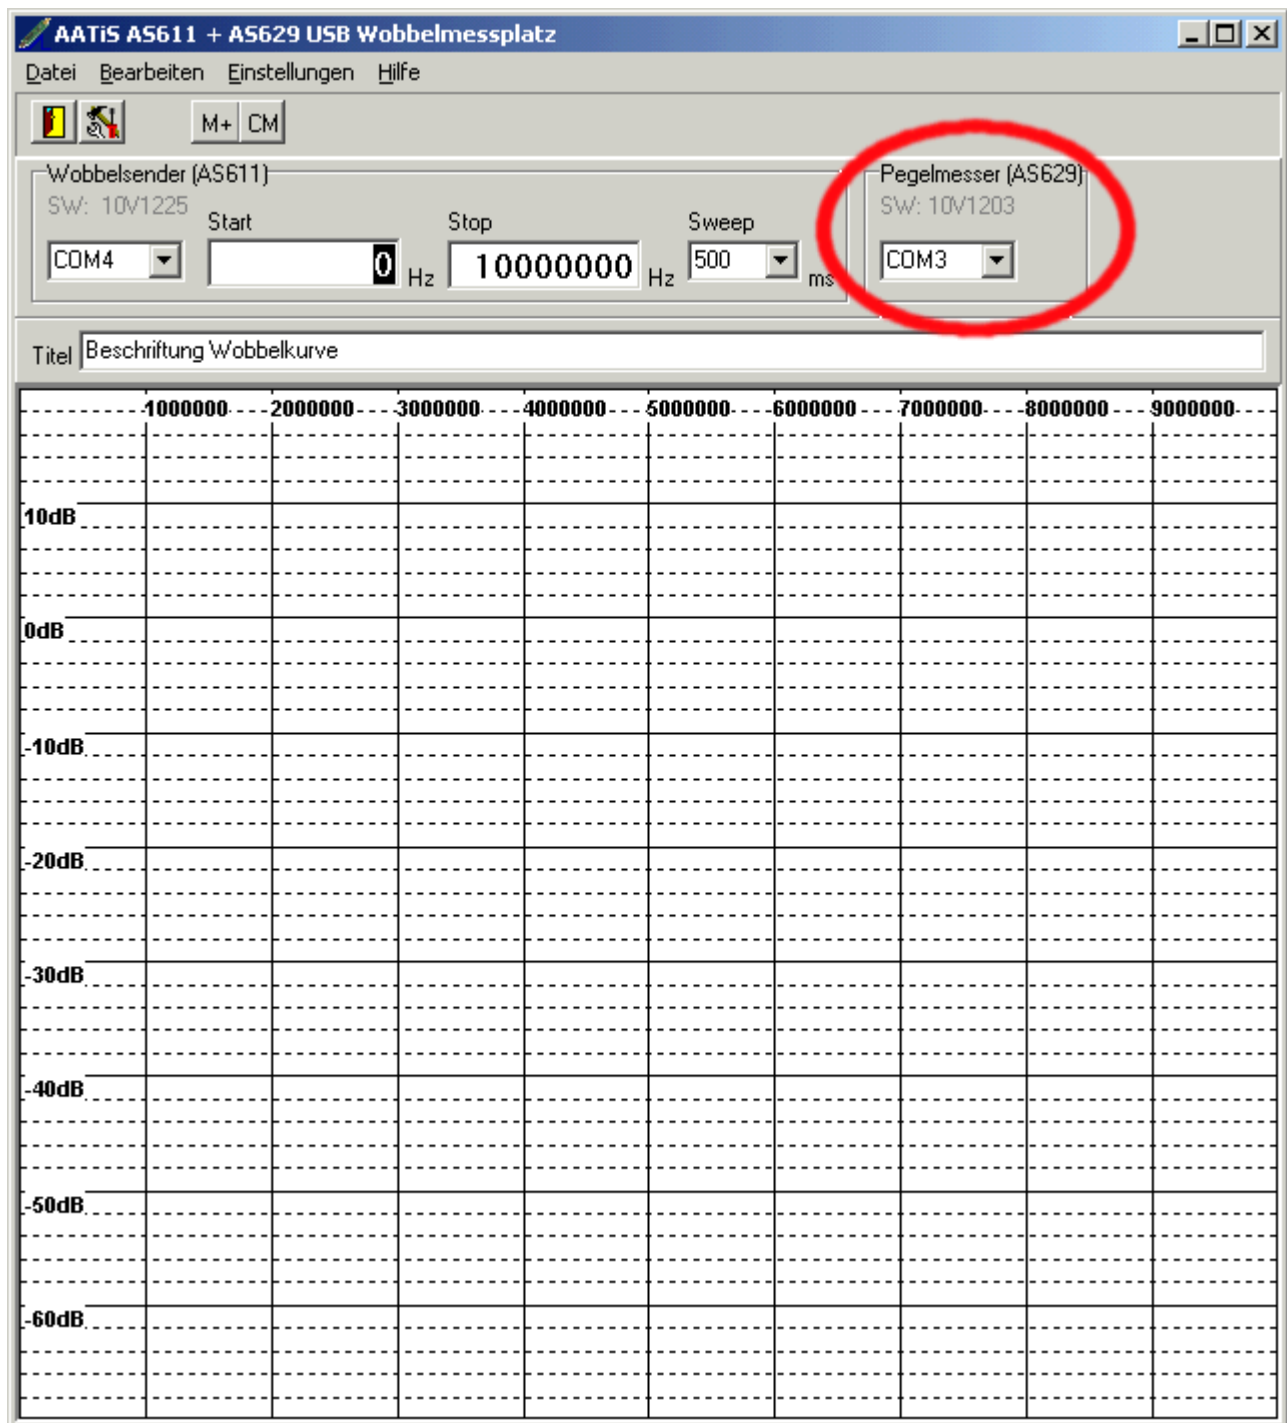 AATiS AS611 + AS629 USB Wobbelmessplatz
Datei Bearbeiten Einstellungen Hilfe
M+ CM
Wobbelsender (AS611)
SW: 10V1225
Start
Stop
Sweep
COM4
0
Hz
10000000
Hz
500
ms
Pegelmesser (AS629)
SW: 10V1203
COM3
Titel Beschriftung Wobbelkurve
1000000 2000000 3000000 4000000 5000000 6000000 7000000 8000000 9000000
10dB
0dB
-10dB
-20dB
-30dB
-40dB
-50dB
-60dB